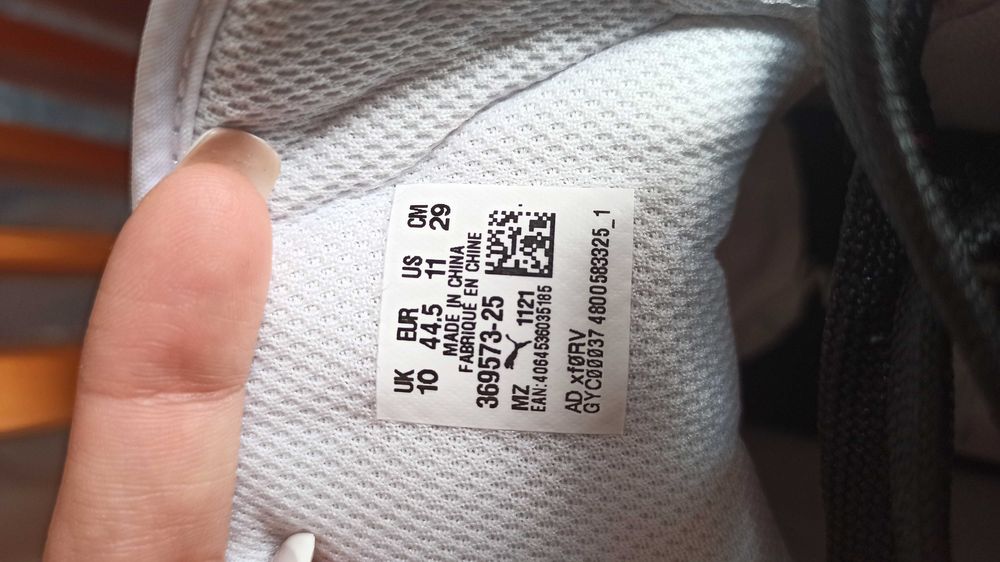 UK EUR US CM
10 44.5 11 29
MADE IN CHINA
FABRIQUÉ EN CHINE
369573-25
MZ 1121
EAN:4064536035185
AD xf0RV
GYC00037 4800583325_1